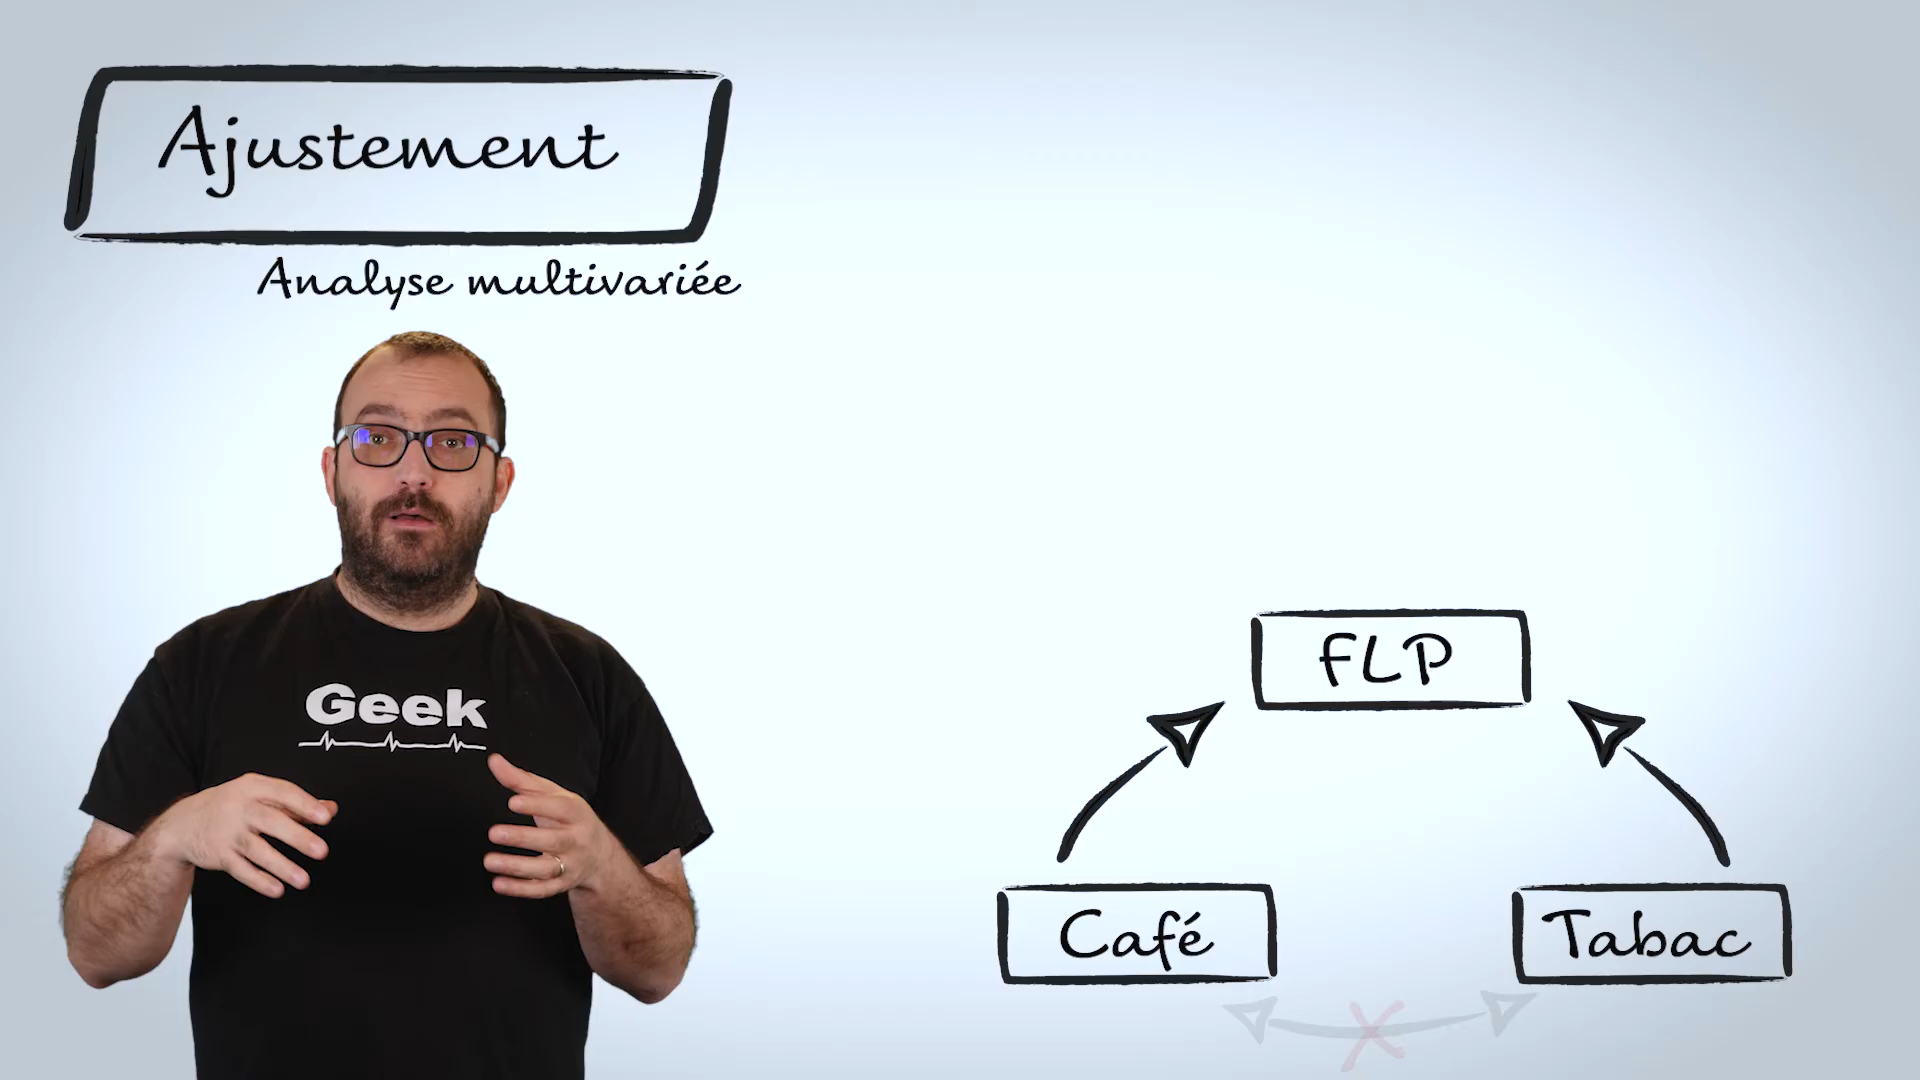 Ajustement
Analyse multivariée
Geek
FLP
Café
Tabac